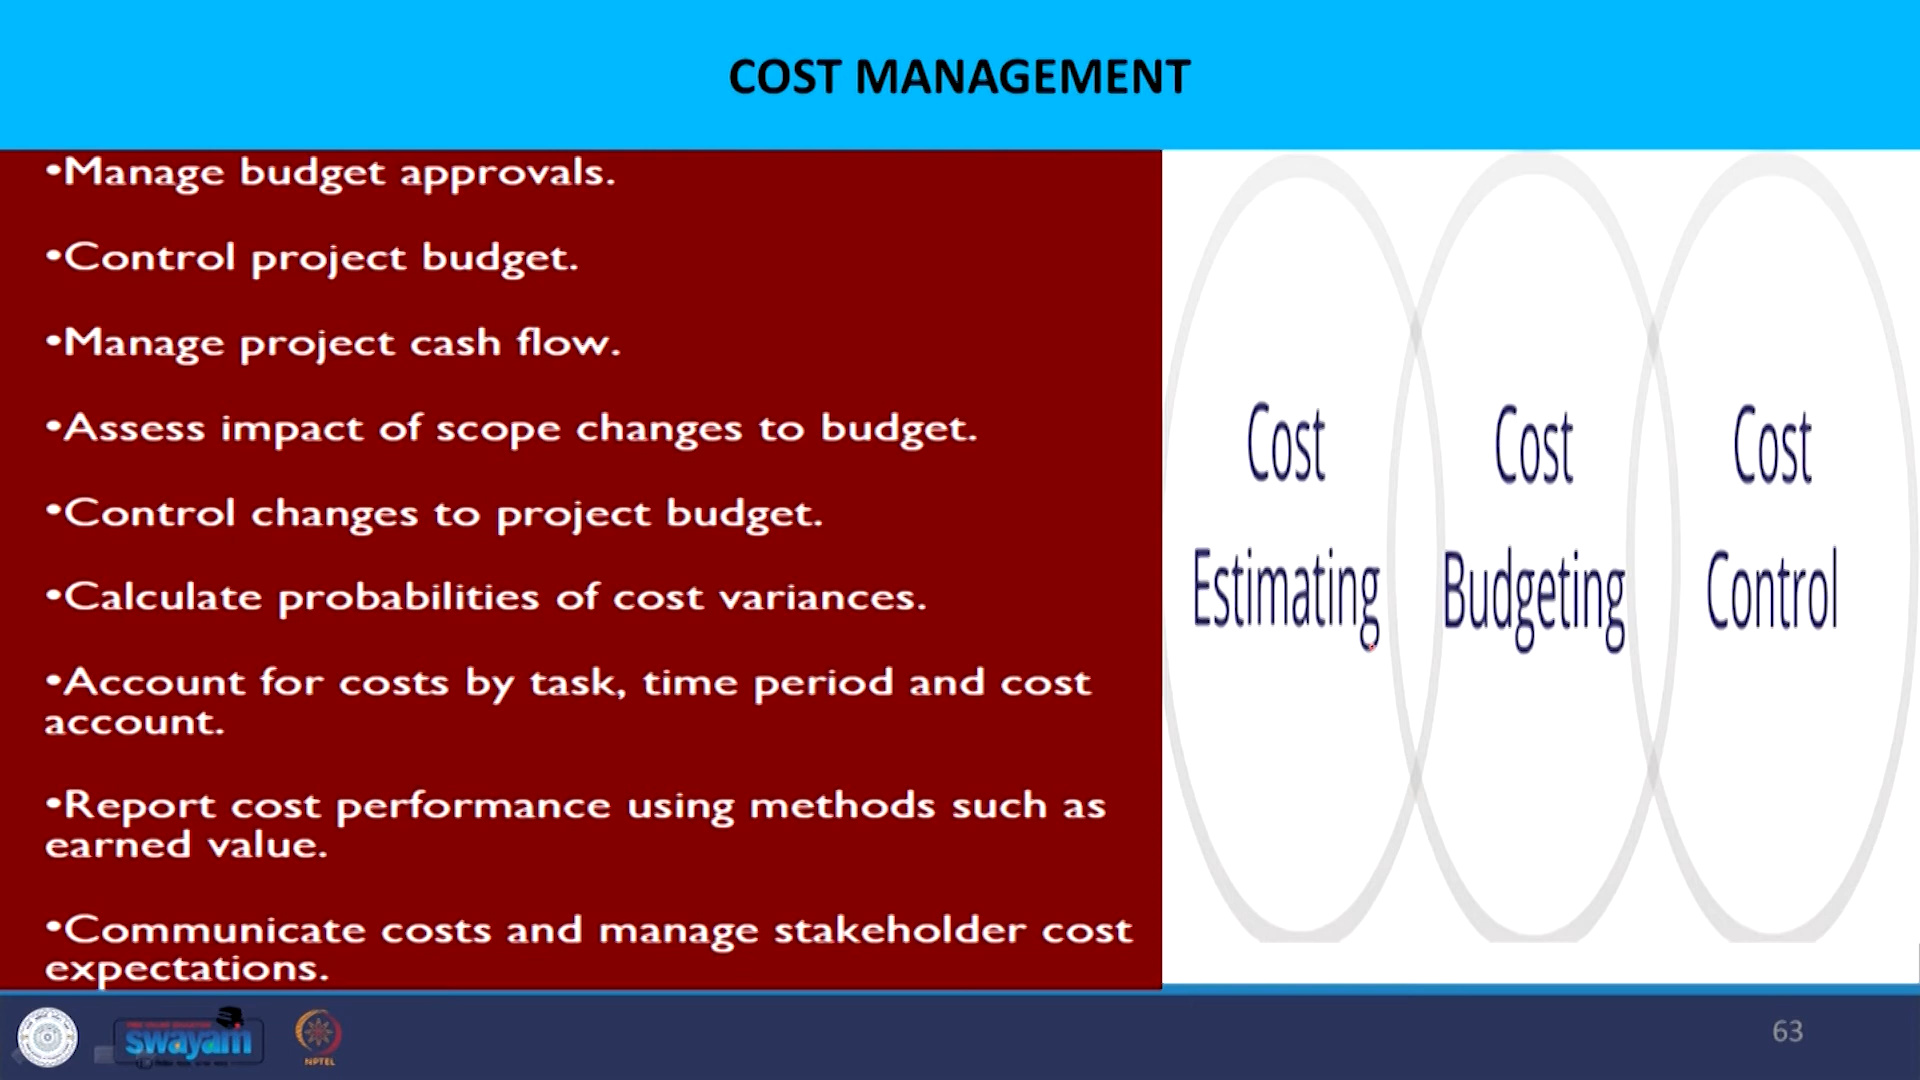 COST MANAGEMENT
•Manage budget approvals.
•Control project budget.
•Manage project cash flow.
•Assess impact of scope changes to budget.
•Control changes to project budget.
•Calculate probabilities of cost variances.
•Account for costs by task, time period and cost
account.
•Report cost performance using methods such as
earned value.
•Communicate costs and manage stakeholder cost
expectations.
Cost
Estimating
Cost
Budgeting
Cost
Control
swayam
NPTEL
63